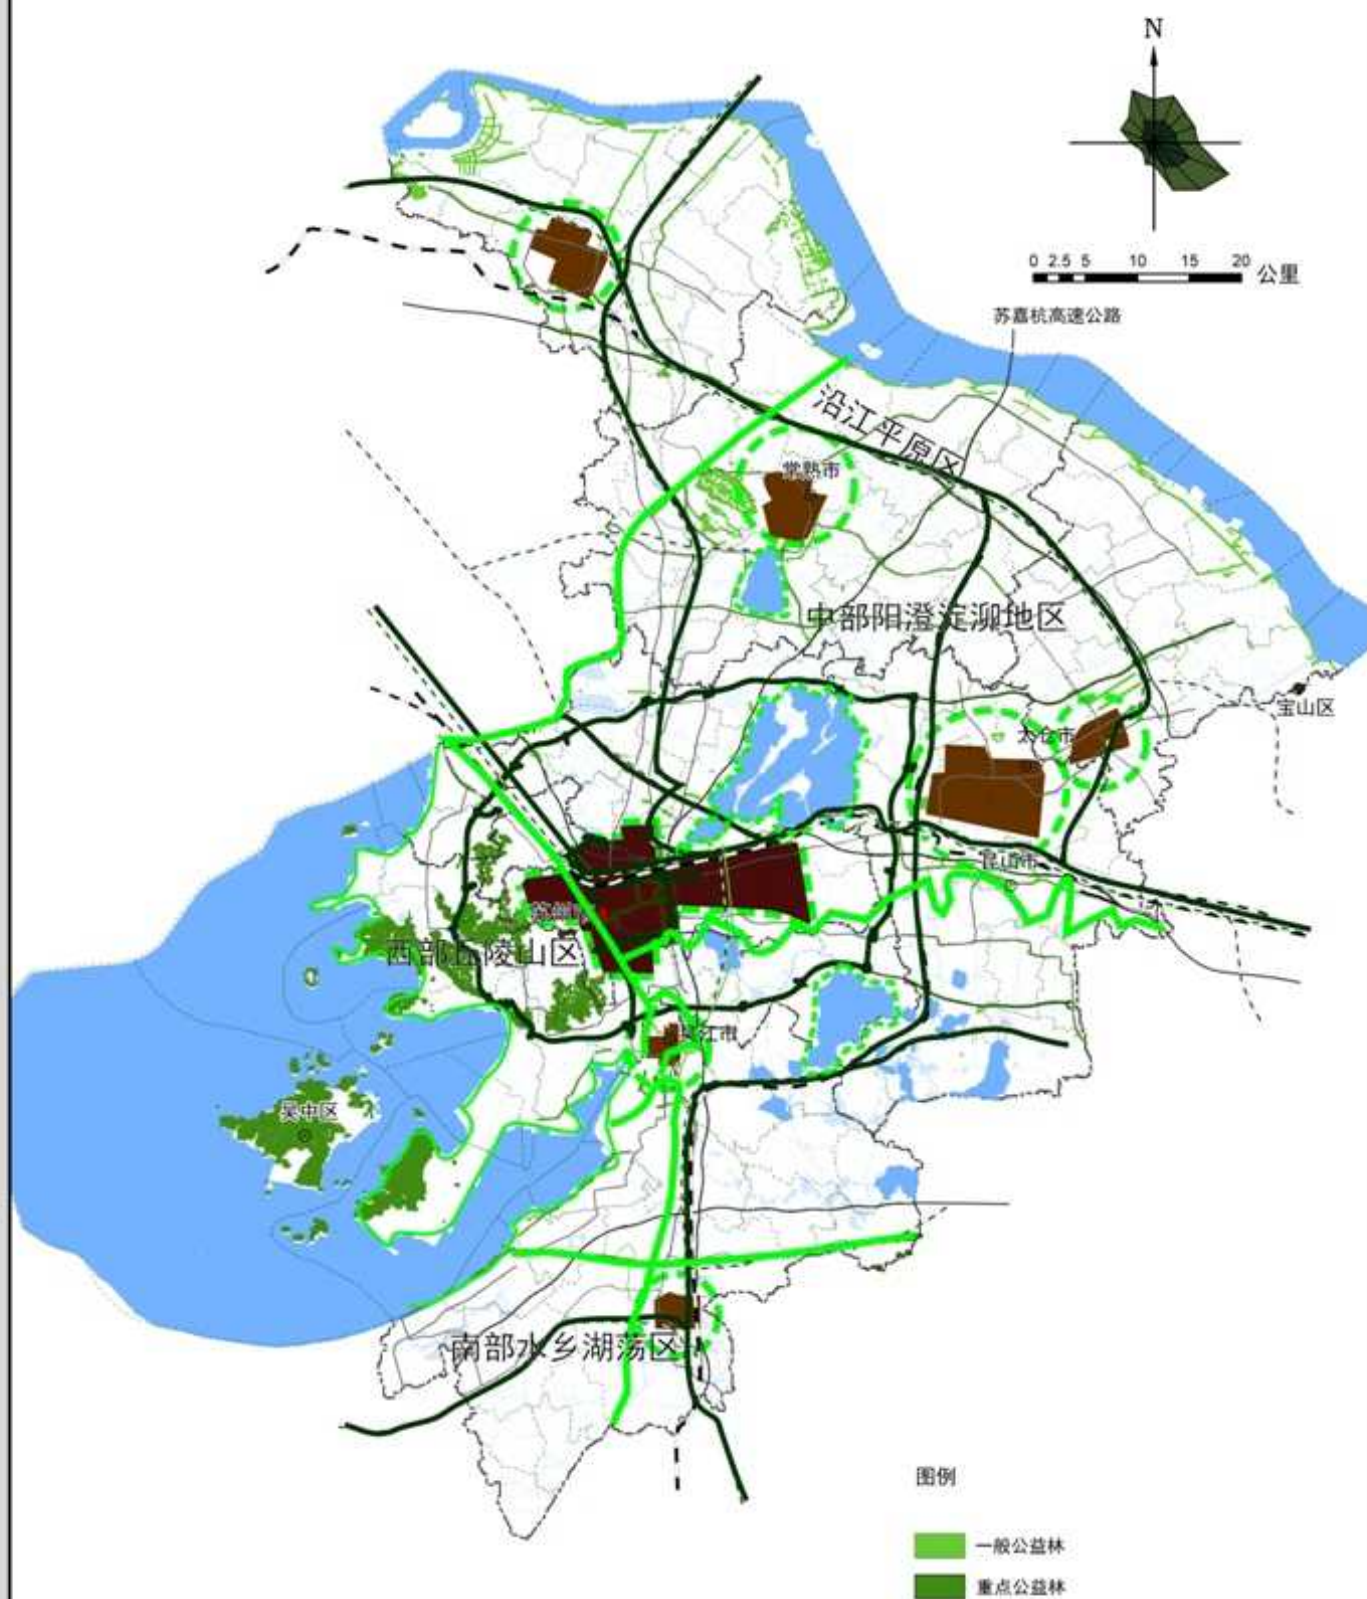 N
0 2.5 5 10 15 20 公里
苏嘉杭高速公路
沿江平原区
常熟市
中部阳澄淀泖地区
宝山区
太仓市
昆山市
苏州
西部丘陵山区
江市
吴中区
南部水乡湖荡区
图例
一般公益林
重点公益林